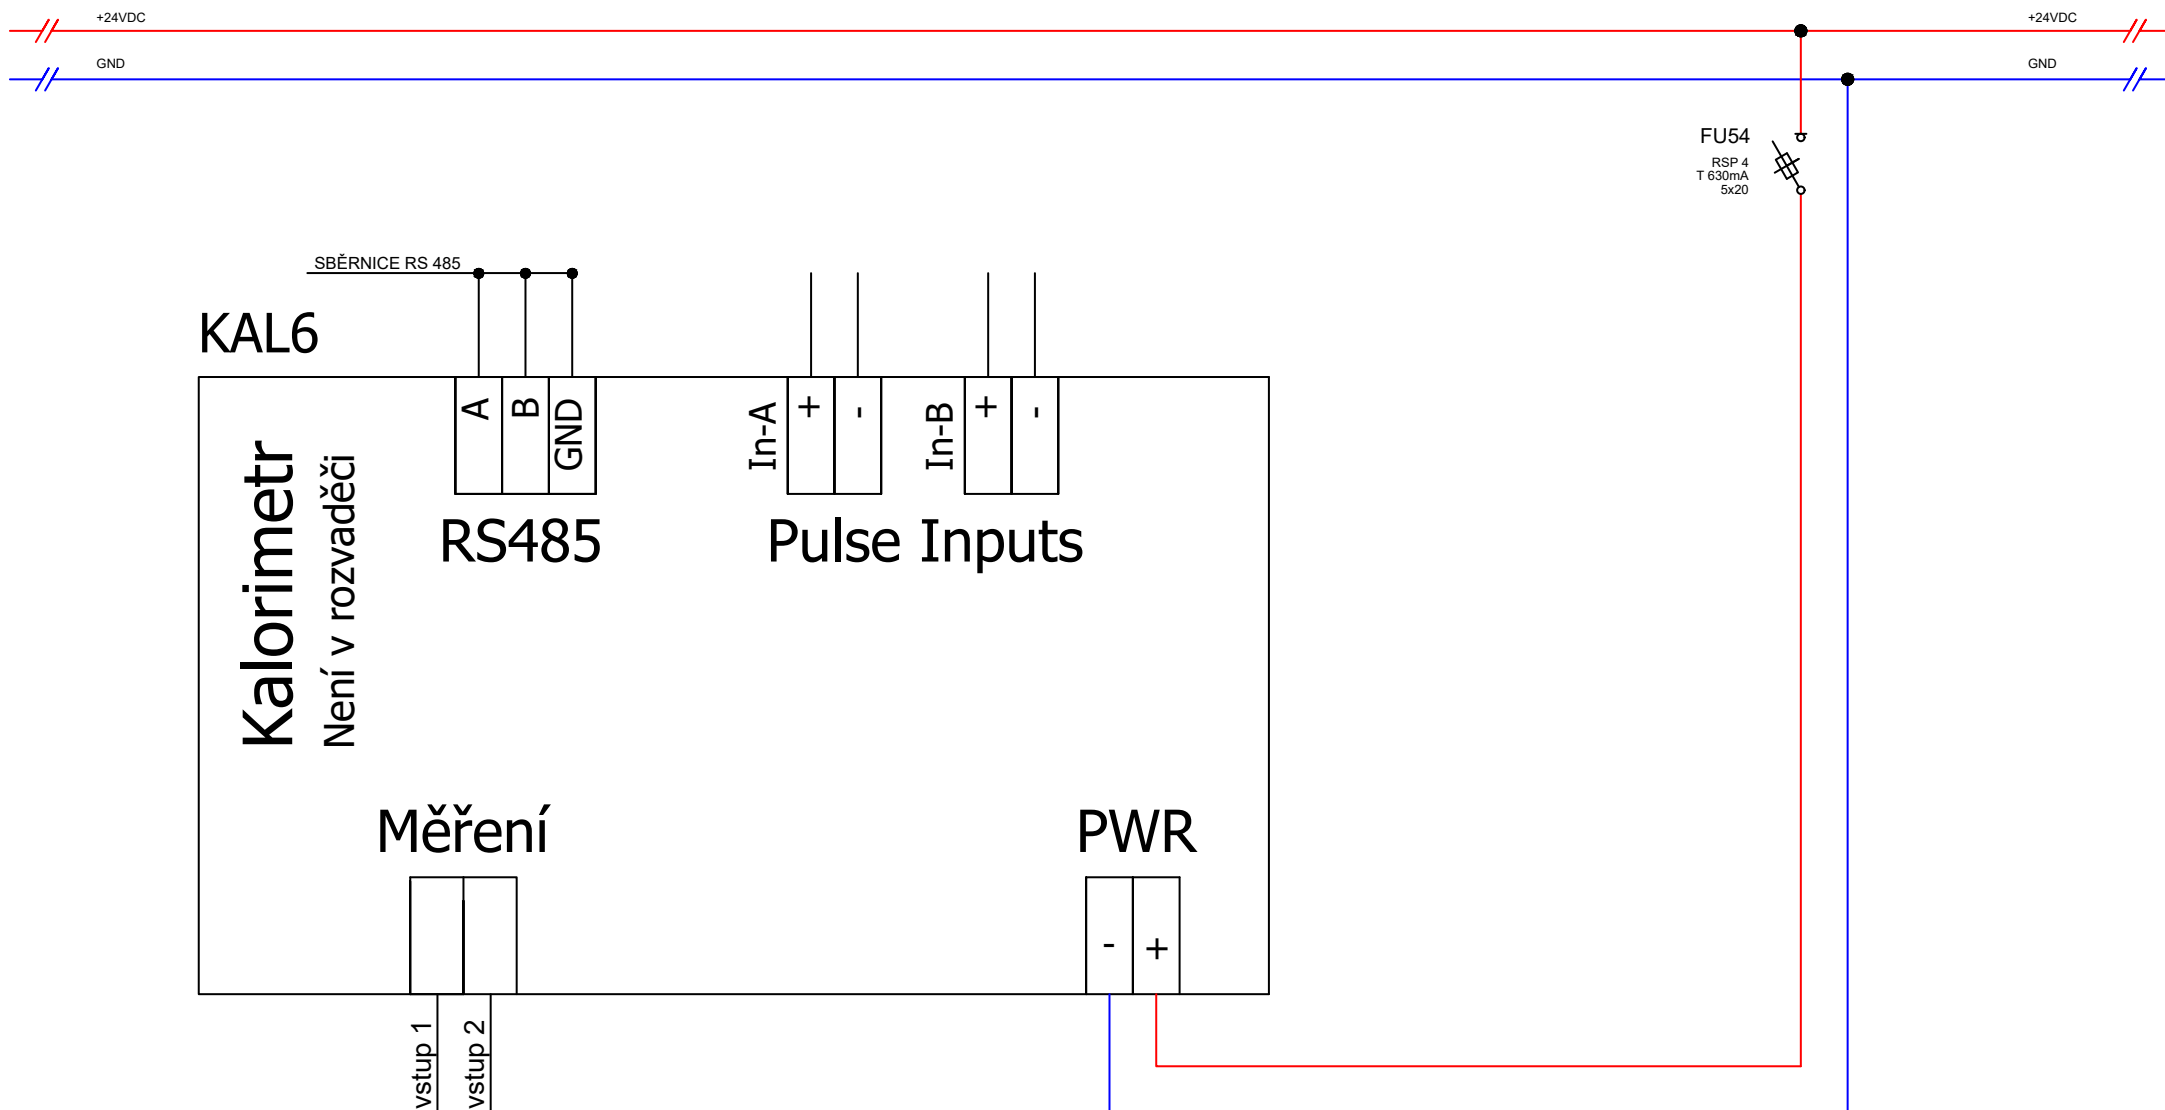 +24VDC
+24VDC
GND
GND
FU54
RSP 4
T 630mA
5x20
SBĚRNICE RS 485
KAL6
A
B
GND
In-A
+
-
In-B
+
-
RS485
Pulse Inputs
Kalorimetr
Není v rozvaděči
Měření
PWR
-
+
vstup 1
vstup 2